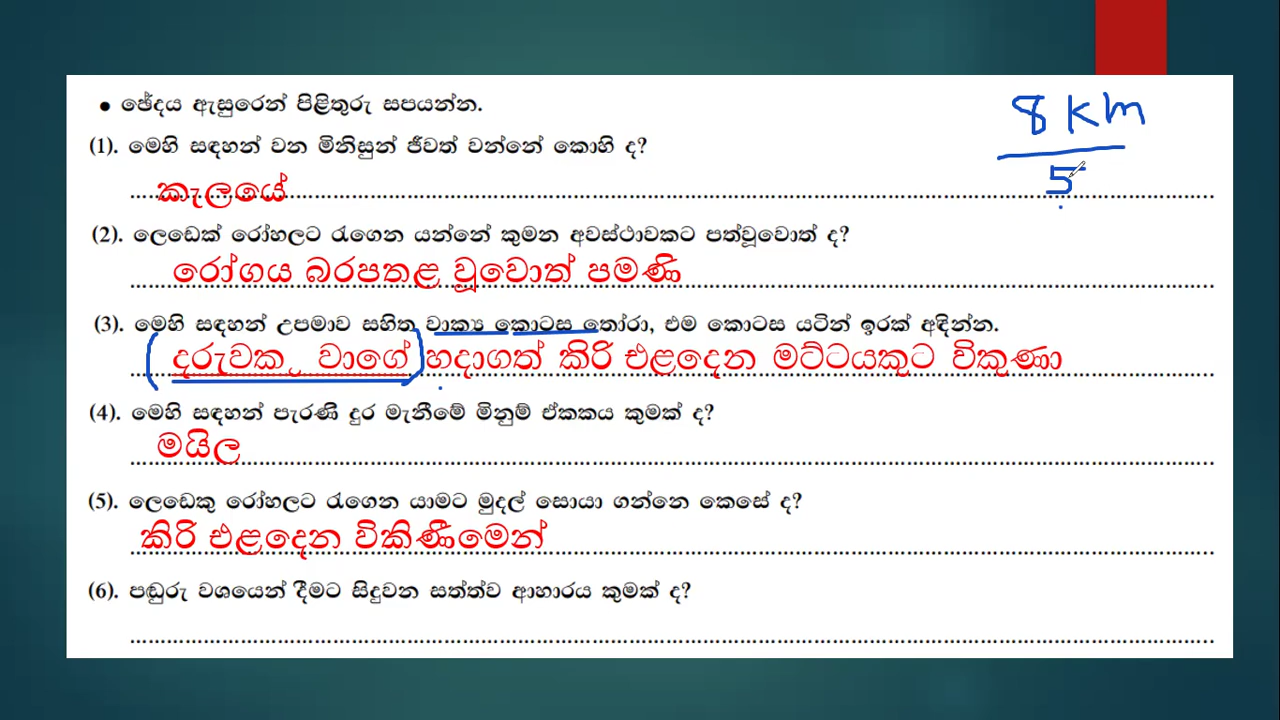 • ඡේදය ඇසුරෙන් පිළිතුරු සපයන්න.
8 km
(1). මෙහි සඳහන් වන මිනිසුන් ජීවත් වන්නේ කොහි ද?
5
කැලයේ
(2). ලෙඩෙක් රෝහලට රැගෙන යන්නේ කුමන අවස්ථාවකට පත්වූවොත් ද?
රෝගය බරපතළ වූවොත් පමණි
(3). මෙහි සඳහන් උපමාව සහිත වාක්‍ය කොටස තෝරා, එම කොටස යටින් ඉරක් අඳින්න.
(දරුවකු වාගේ) හදාගත් කිරි එළදෙන මට්ටයකුට විකුණා
(4). මෙහි සඳහන් පැරණි දුර මැනීමේ මිනුම් ඒකකය කුමක් ද?
මයිල
(5). ලෙඩෙකු රෝහලට රැගෙන යාමට මුදල් සොයා ගන්නෙ කෙසේ ද?
කිරි එළදෙන විකිණීමෙන්
(6). පඬුරු වශයෙන් දීමට සිදුවන සත්ත්ව ආහාරය කුමක් ද?